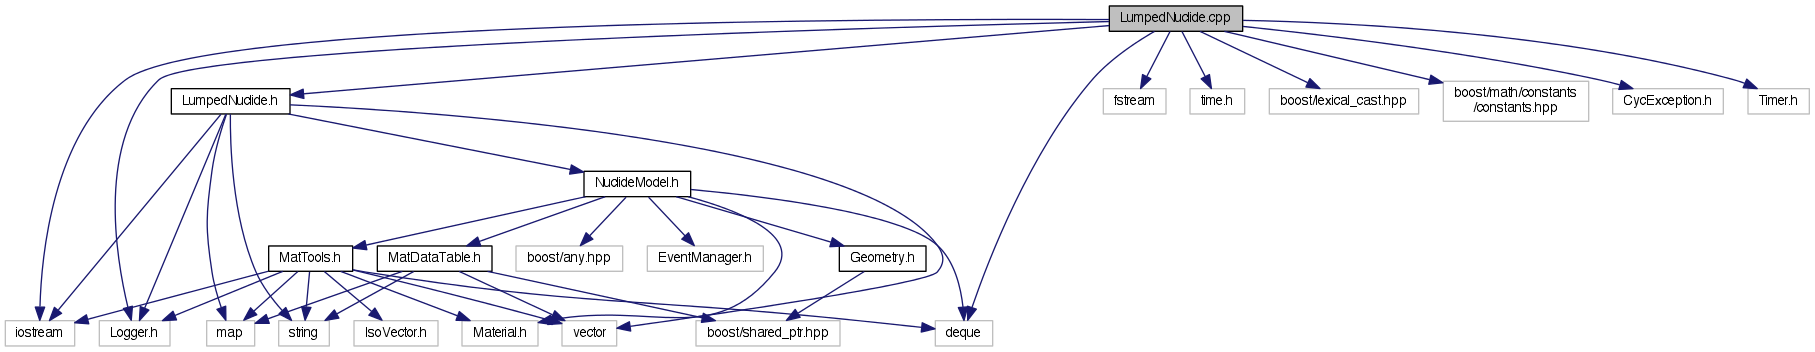 LumpedNuclide.cpp
LumpedNuclide.h
fstream
time.h
boost/lexical_cast.hpp
boost/math/constants
/constants.hpp
CycException.h
Timer.h
NuclideModel.h
MatTools.h
MatDataTable.h
boost/any.hpp
EventManager.h
Geometry.h
iostream
Logger.h
map
string
IsoVector.h
Material.h
vector
boost/shared_ptr.hpp
deque